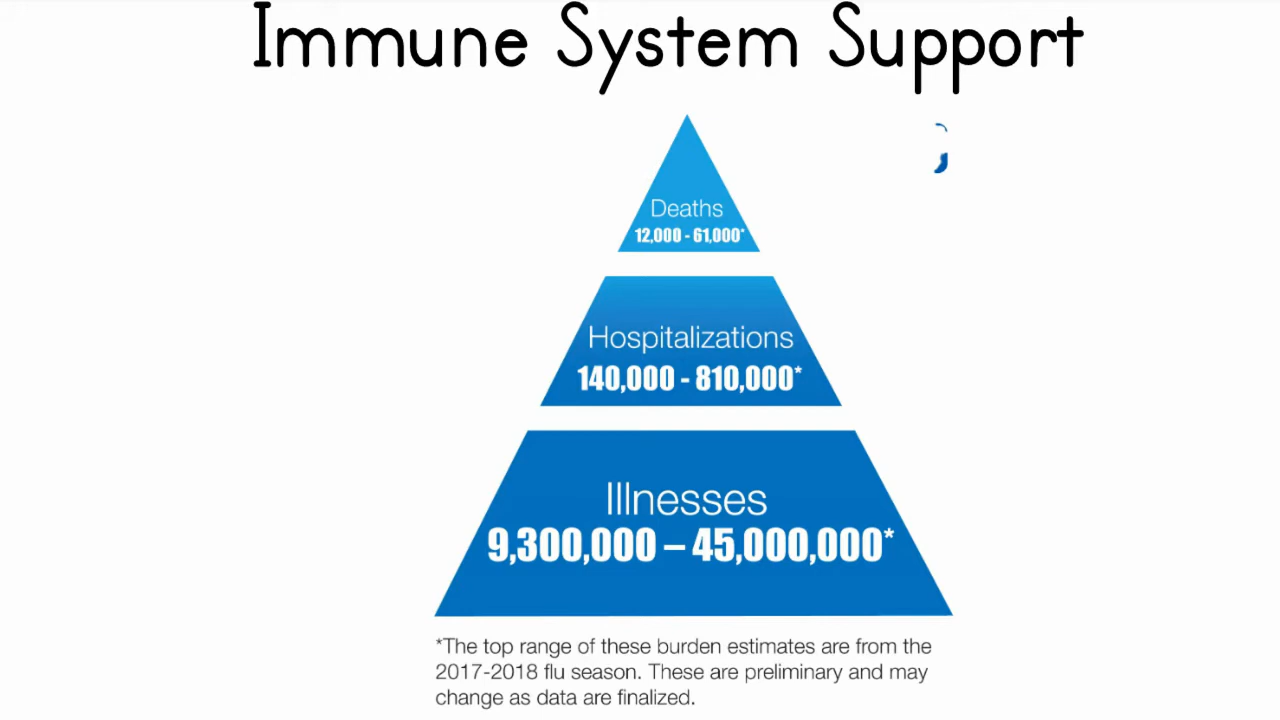 Immune System Support
Deaths
12,000 - 61,000*
Hospitalizations
140,000 - 810,000*
Illnesses
9,300,000 – 45,000,000*
*The top range of these burden estimates are from the
2017-2018 flu season. These are preliminary and may
change as data are finalized.